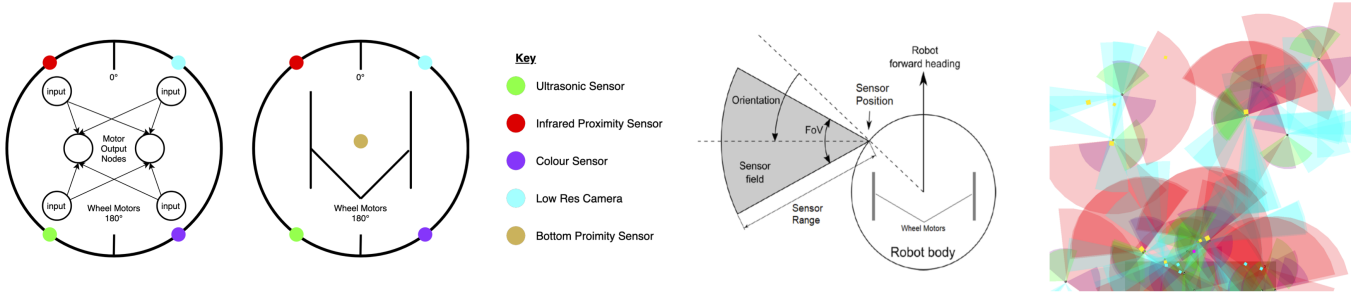 0°
input
input
Motor
Output
Nodes
input
input
Wheel Motors
180°
0°
Wheel Motors
180°
Key
Ultrasonic Sensor
Infrared Proximity Sensor
Colour Sensor
Low Res Camera
Bottom Proimity Sensor
Robot
forward heading
Sensor
Position
Orientation
FoV
Sensor
field
Sensor
Range
Wheel Motors
Robot body